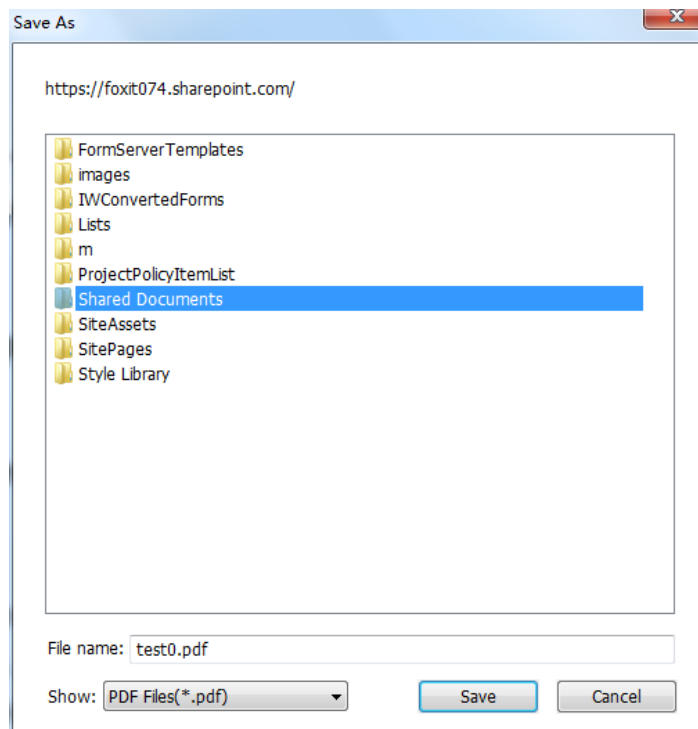 Save As
https://foxit074.sharepoint.com/
FormServerTemplates
images
IWConvertedForms
Lists
m
ProjectPolicyItemList
Shared Documents
SiteAssets
SitePages
Style Library
File name: test0.pdf
Show: PDF Files(*.pdf) Save Cancel